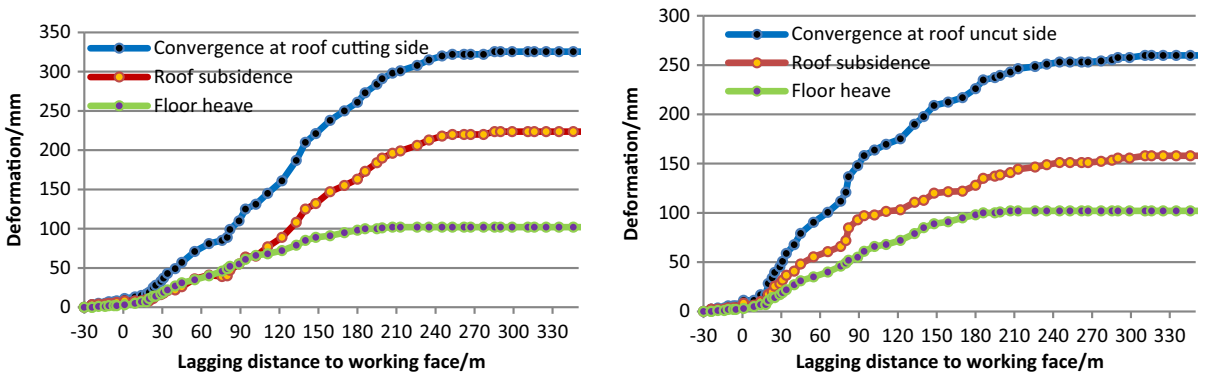 350
300
250
200
150
100
50
0
Deformation/mm
Convergence at roof cutting side
Roof subsidence
Floor heave
-30 0 30 60 90 120 150 180 210 240 270 300 330
Lagging distance to working face/m
300
250
200
150
100
50
0
Deformation/mm
Convergence at roof uncut side
Roof subsidence
Floor heave
-30 0 30 60 90 120 150 180 210 240 270 300 330
Lagging distance to working face/m